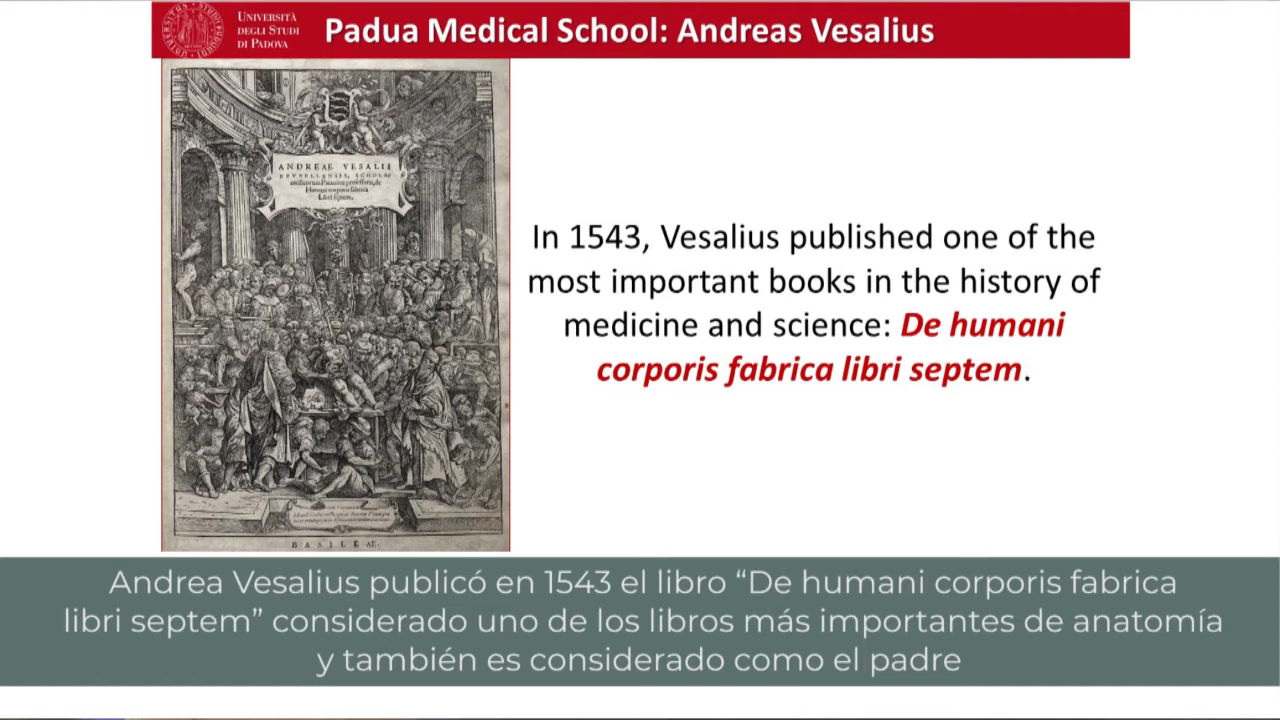 UNIVERSITÀ
DEGLI STUDI
DI PADOVA
Padua Medical School: Andreas Vesalius
ANDREAE VESALII
BRVXELLENSIS, SCHOLAE
medicorum Patauinæ professoris, de
Humani corporis fabrica
Libri septem.
BASILEAE.
In 1543, Vesalius published one of the
most important books in the history of
medicine and science: De humani
corporis fabrica libri septem.
Andrea Vesalius publicó en 1543 el libro “De humani corporis fabrica
libri septem” considerado uno de los libros más importantes de anatomía
y también es considerado como el padre